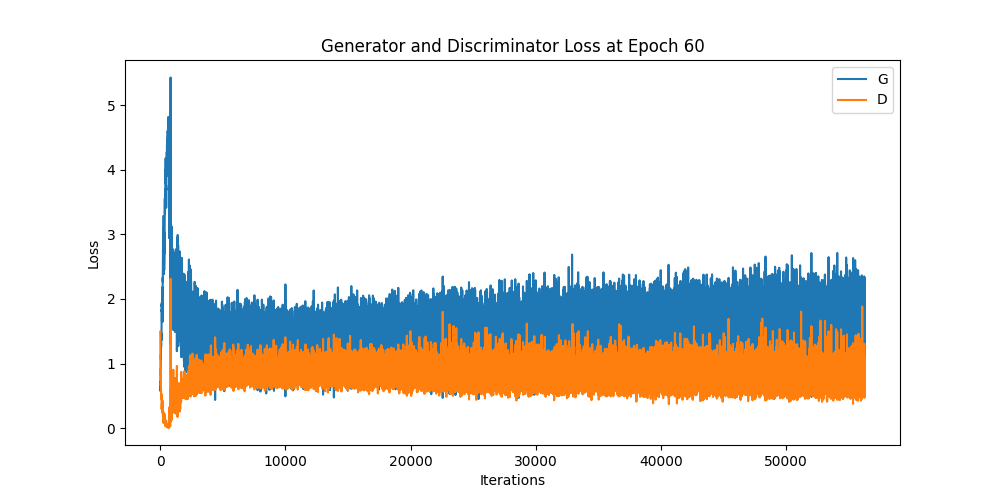 Generator and Discriminator Loss at Epoch 60
G
D
5
4
3
2
1
0
Loss
0 10000 20000 30000 40000 50000
Iterations